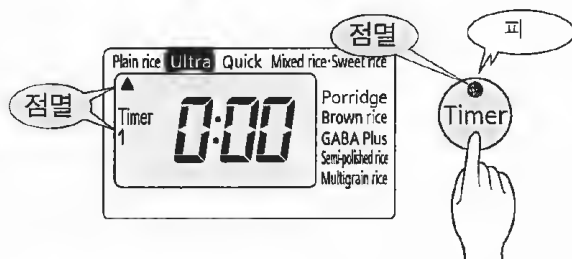 점멸
피
Plain rice Ultra Quick Mixed rice·Sweet rice
점멸
Timer
1
0:00
Porridge
Brown rice
GABA Plus
Semi-polished rice
Multigrain rice
Timer